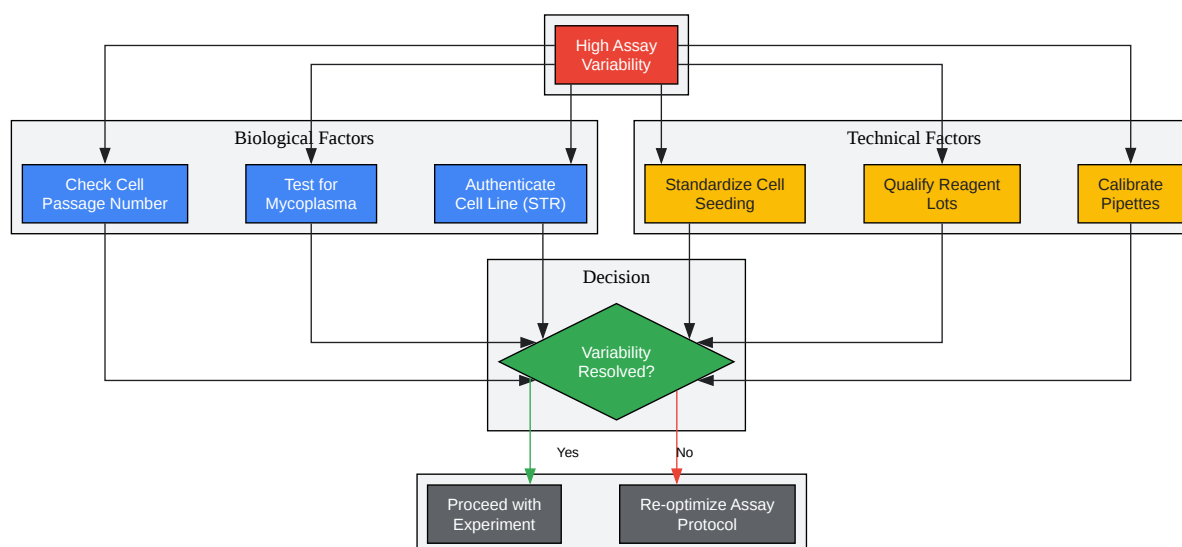 High Assay
Variability
Biological Factors
Technical Factors
Check Cell
Passage Number
Test for
Mycoplasma
Authenticate
Cell Line (STR)
Standardize Cell
Seeding
Qualify Reagent
Lots
Calibrate
Pipettes
Decision
Variability
Resolved?
Yes
No
Proceed with
Experiment
Re-optimize Assay
Protocol